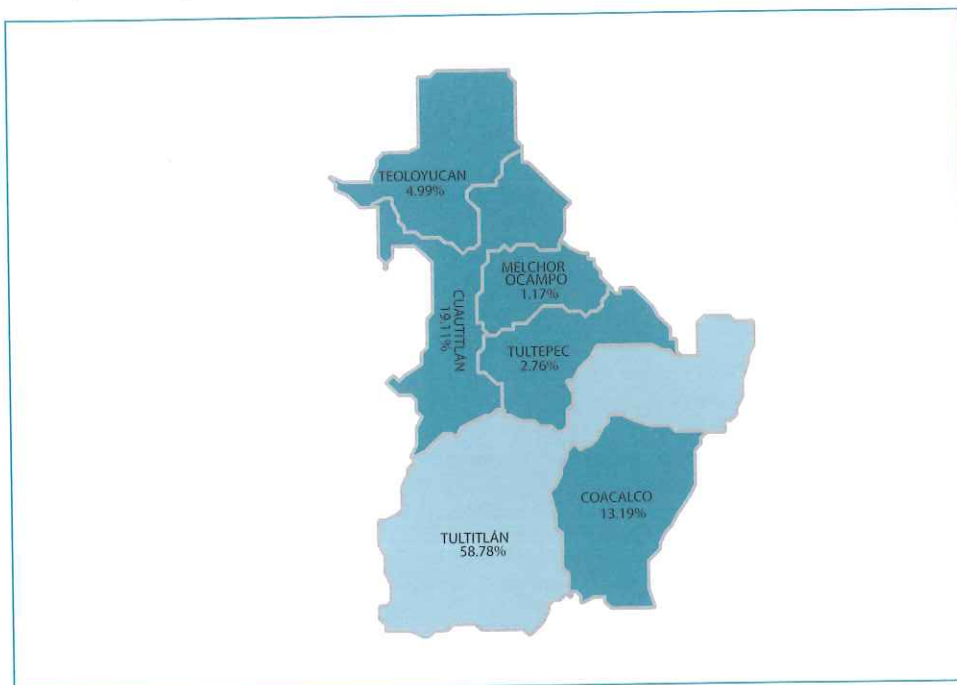 TEOLOYUCAN
4.99%
MELCHOR
OCAMPO
1.17%
CUAUTITLÁN
19.11%
TULTEPEC
2.76%
COACALCO
13.19%
TULTITLÁN
58.78%